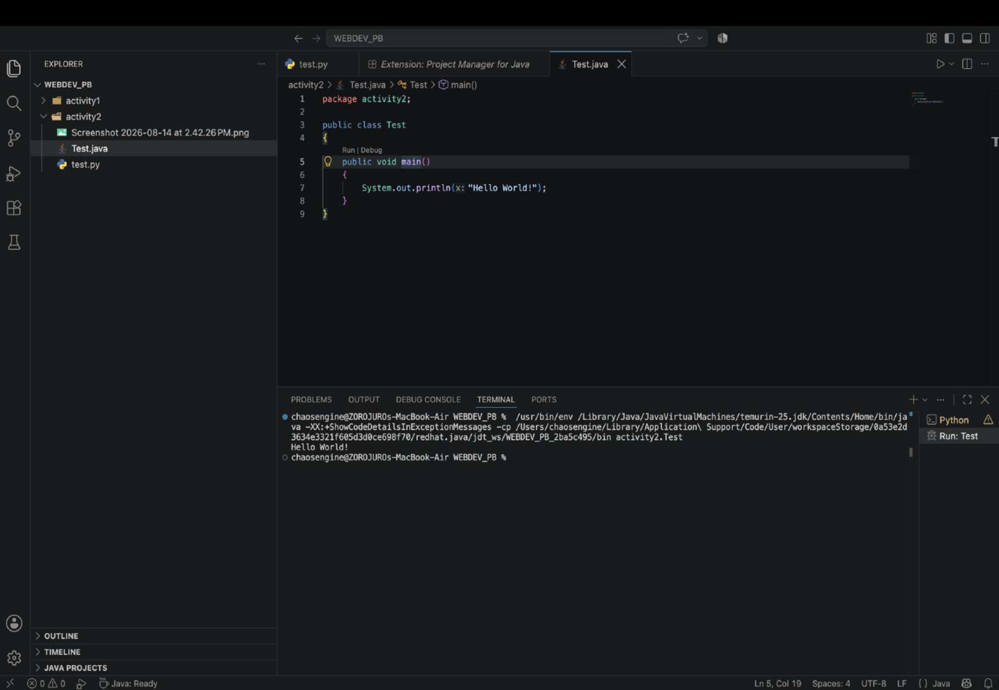 WEBDEV_PB
EXPLORER
WEBDEV_PB
activity1
activity2
Screenshot 2026-08-14 at 2.42.26 PM.png
Test.java
test.py
OUTLINE
TIMELINE
JAVA PROJECTS
test.py
Extension: Project Manager for Java
Test.java
activity2 > Test.java > Test > main()
1 package activity2;
2
3 public class Test
4 {
Run | Debug
5 public void main()
6 {
7 System.out.println(x: "Hello World!");
8 }
9 }
PROBLEMS OUTPUT DEBUG CONSOLE TERMINAL PORTS
chaosengine@ZOROJUROs-MacBook-Air WEBDEV_PB % /usr/bin/env /Library/Java/JavaVirtualMachines/temurin-25.jdk/Contents/Home/bin/ja
va -XX:+ShowCodeDetailsInExceptionMessages -cp /Users/chaosengine/Library/Application\ Support/Code/User/workspaceStorage/0a53e2d
3634e3321f605d3d0ce698f70/redhat.java/jdt_ws/WEBDEV_PB_2ba5c495/bin activity2.Test
Hello World!
chaosengine@ZOROJUROs-MacBook-Air WEBDEV_PB %
Python
Run: Test
0 0 Java: Ready
Ln 5, Col 19 Spaces: 4 UTF-8 LF { } Java